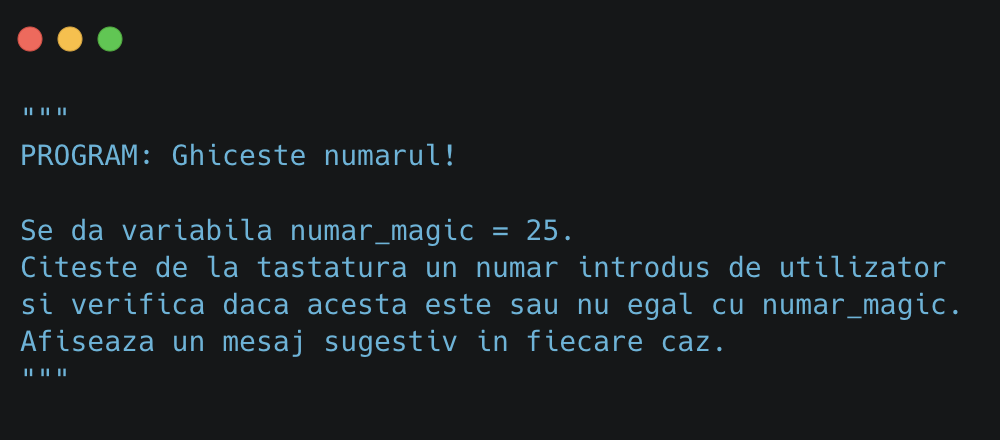 """
PROGRAM: Ghiceste numarul!
Se da variabila numar_magic = 25.
Citeste de la tastatura un numar introdus de utilizator
si verifica daca acesta este sau nu egal cu numar_magic.
Afiseaza un mesaj sugestiv in fiecare caz.
"""